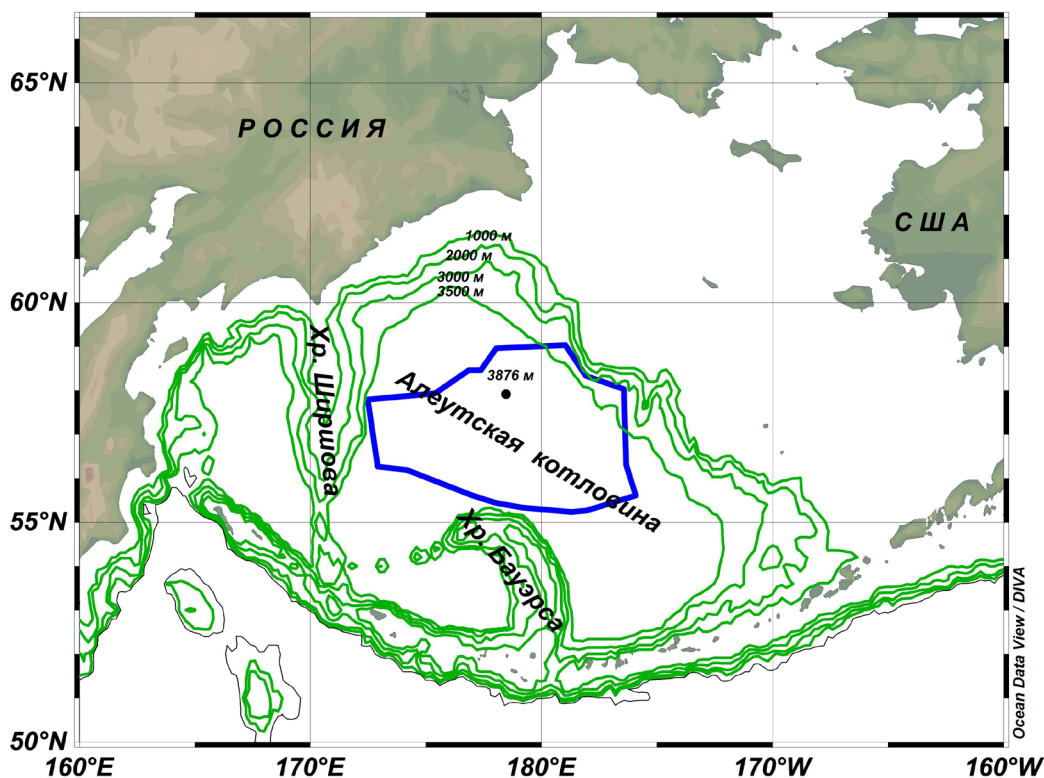 65°N
РОССИЯ
США
1000 м
2000 м
3000 м
3500 м
60°N
Хр. Ширшова
3876 м
Алеутская котловина
55°N
Хр. Бауэрса
Ocean Data View / DIVA
50°N
160°E
170°E
180°E
170°W
160°W